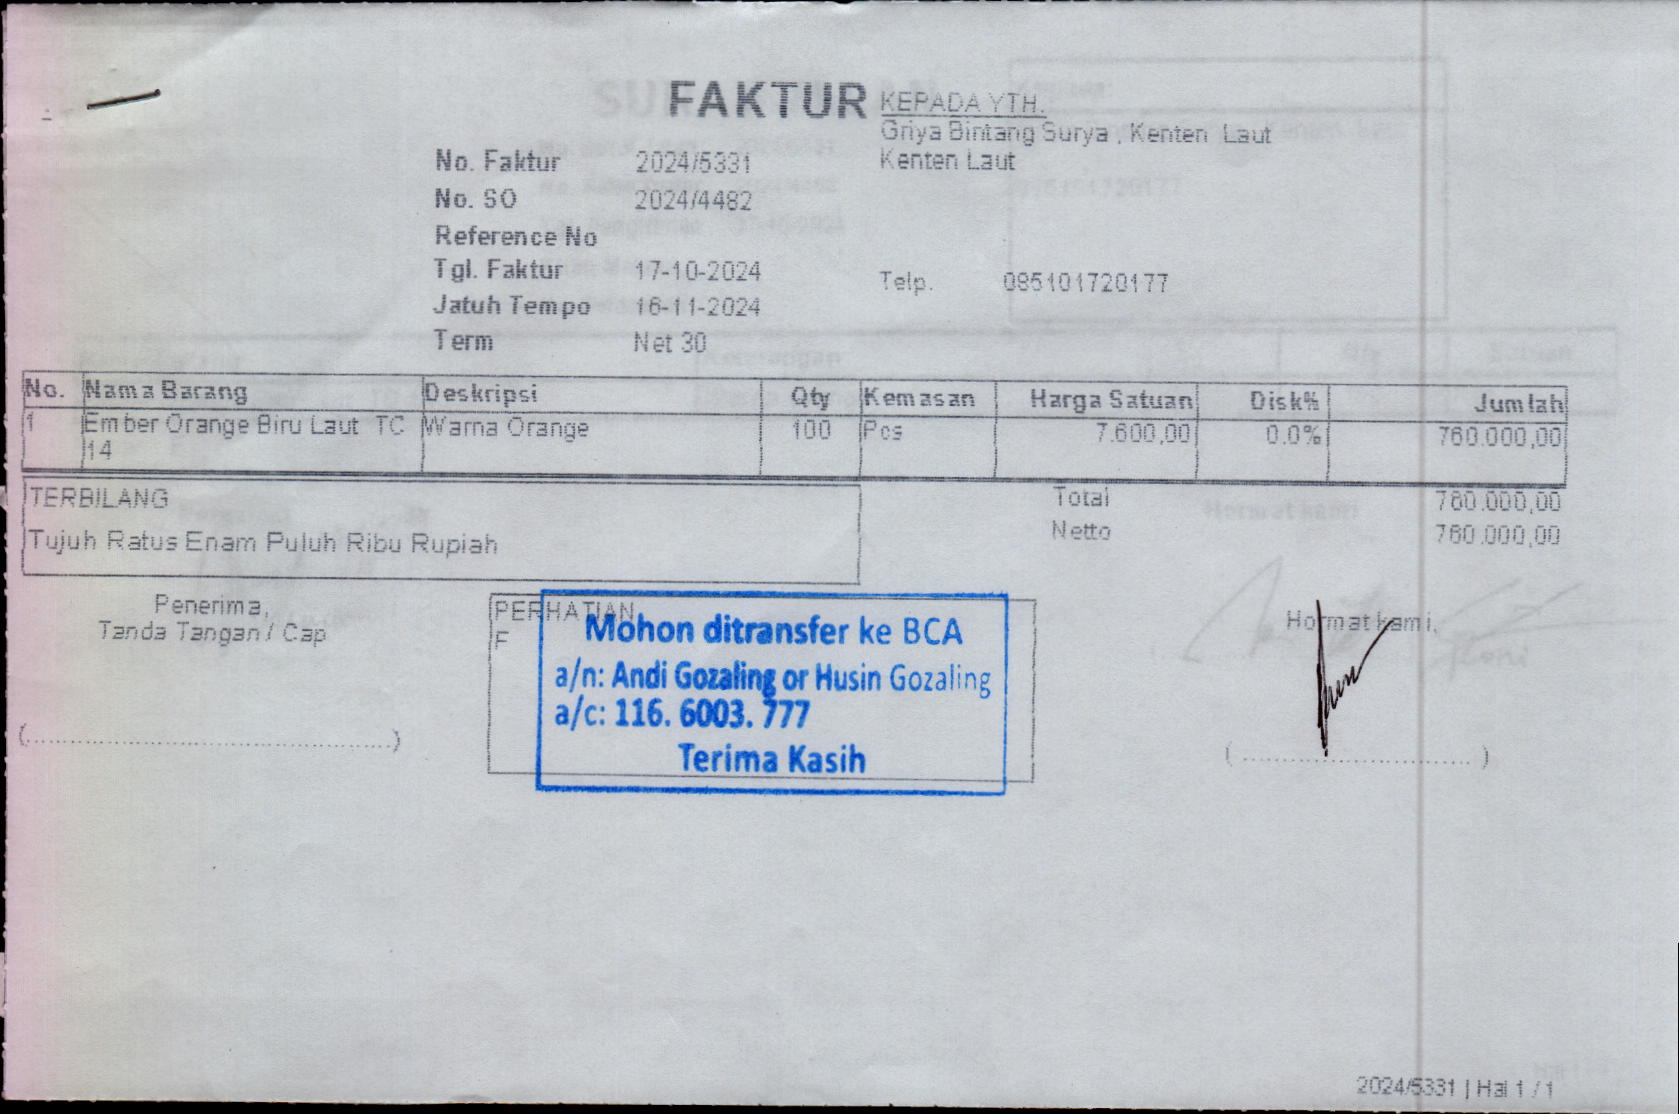 FAKTUR
KEPADA YTH.
Griya Bintang Surya , Kenten Laut
Kenten Laut
No. Faktur 2024/5331
No. SO 2024/4482
Reference No
Tgl. Faktur 17-10-2024
Telp. 085101720177
Jatuh Tempo 16-11-2024
Term Net 30
No. Nama Barang Deskripsi Qty Kemasan Harga Satuan Disk% Jumlah
1 Ember Orange Biru Laut TC Warna Orange 100 Pcs 7.600,00 0.0% 760.000,00
14
TERBILANG Total 760.000,00
Tujuh Ratus Enam Puluh Ribu Rupiah Netto 760.000,00
Penerima,
Tanda Tangan / Cap
PERHATIAN
F
Mohon ditransfer ke BCA
a/n: Andi Gozaling or Husin Gozaling
a/c: 116. 6003. 777
Terima Kasih
Hormat kami,
2024/5331 | Hal 1 / 1